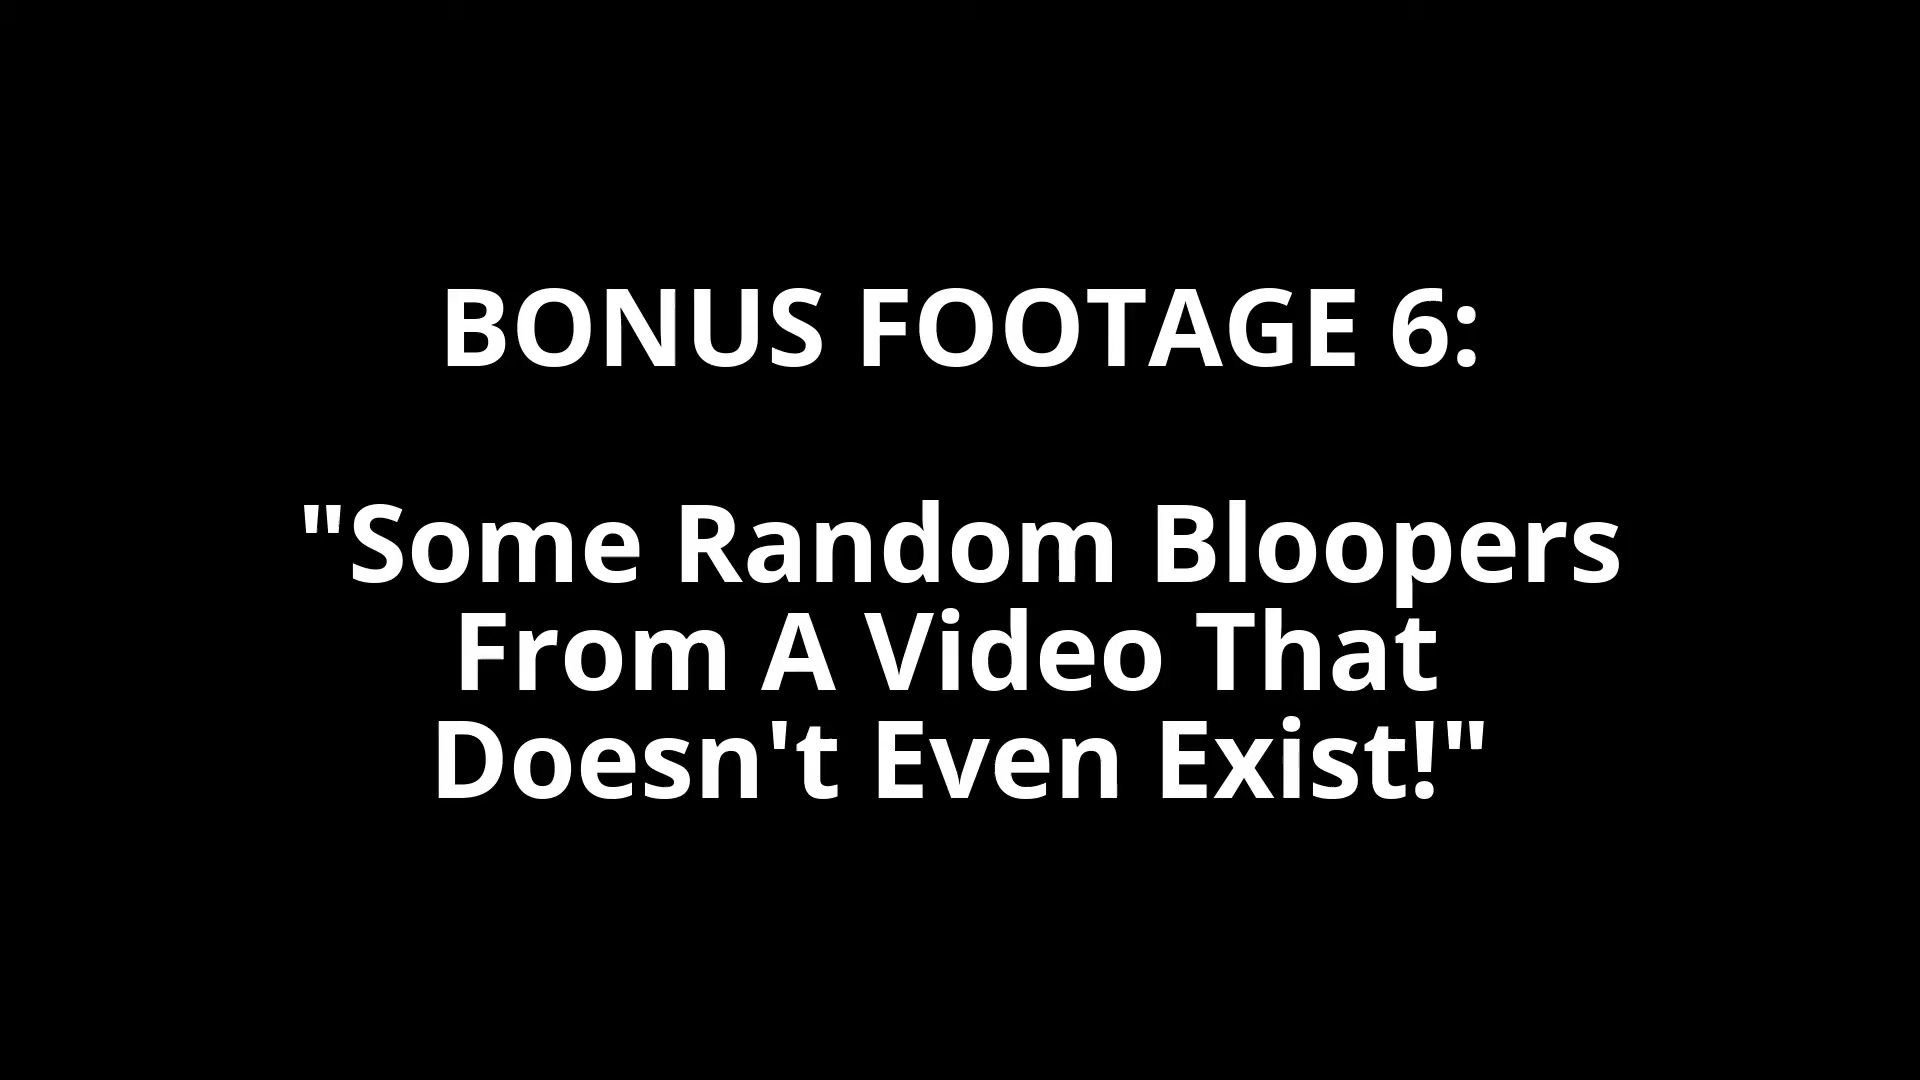 BONUS FOOTAGE 6:
"Some Random Bloopers
From A Video That
Doesn't Even Exist!"